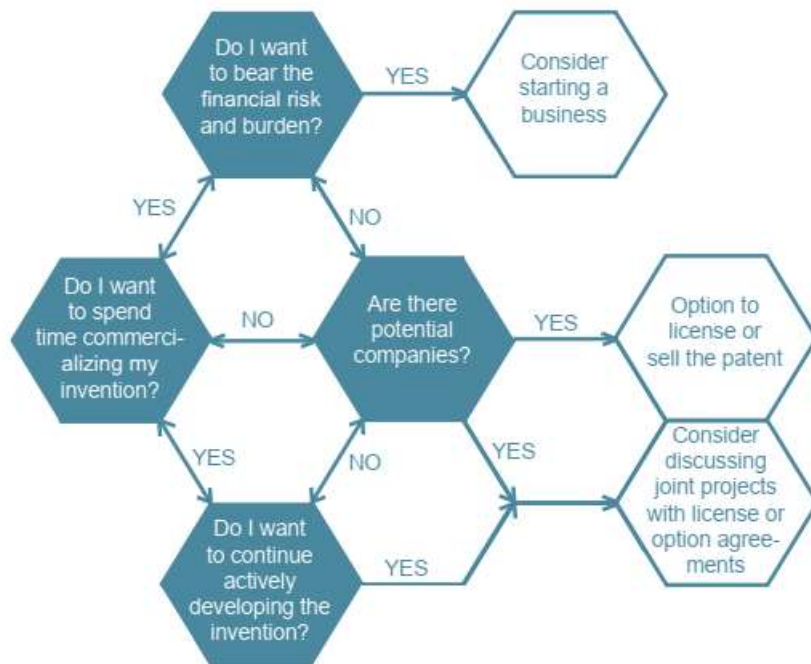 Do I want
to bear the
financial risk
and burden?
YES
Consider
starting a
business
YES
NO
Do I want
to spend
time commerci-
alizing my
invention?
NO
Are there
potential
companies?
YES
Option to
license or
sell the patent
YES
NO
YES
Consider
discussing
joint projects
with license or
option agree-
ments
Do I want
to continue
actively
developing the
invention?
YES